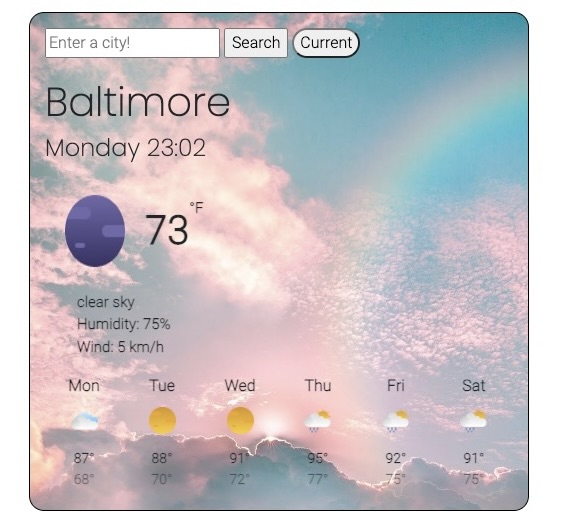 Enter a city! Search Current
Baltimore
Monday 23:02
73 °F
clear sky
Humidity: 75%
Wind: 5 km/h
Mon Tue Wed Thu Fri Sat
87° 88° 91° 95° 92° 91°
68° 70° 72° 77° 75° 75°